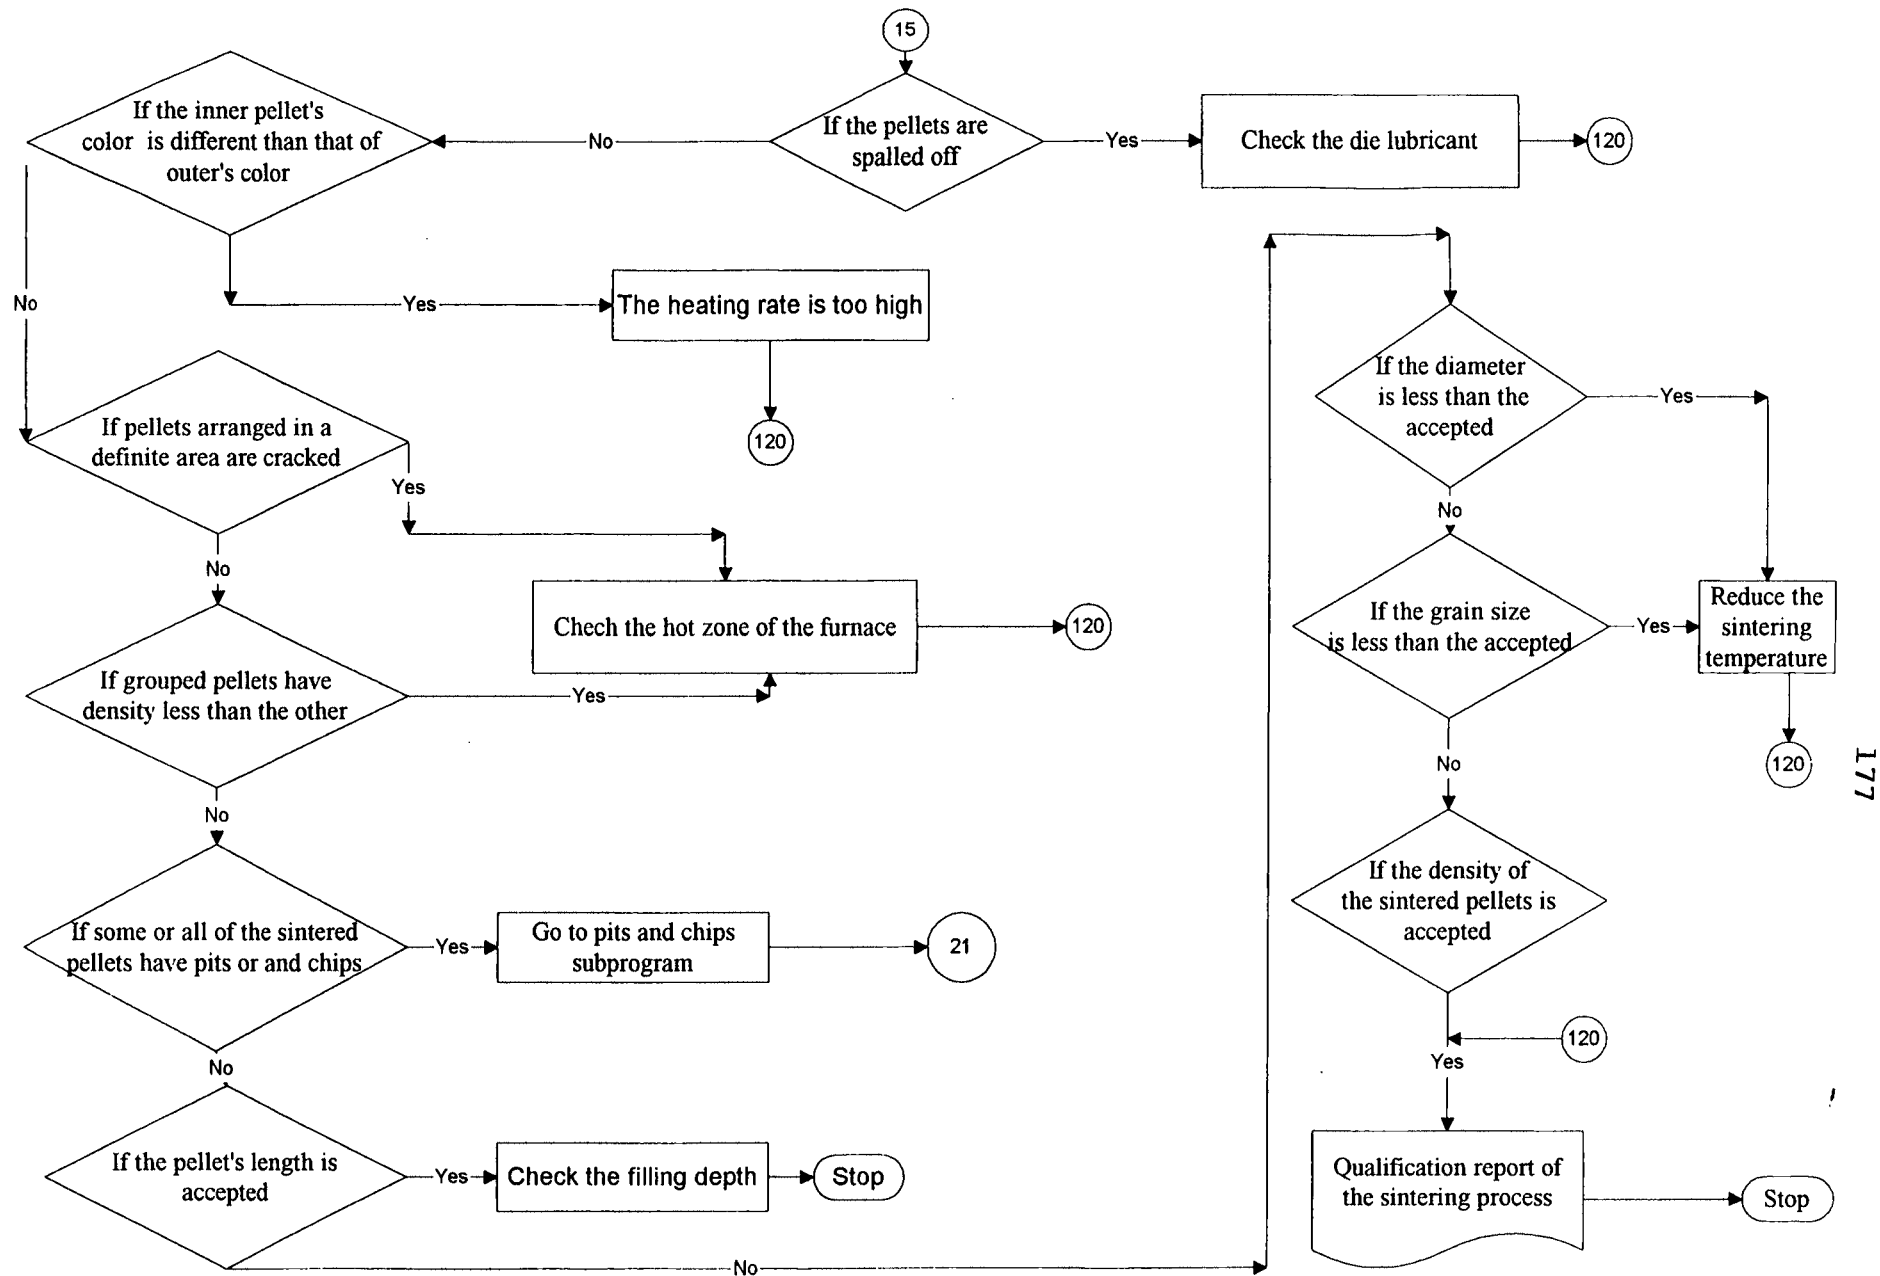 15
If the pellets are
spalled off
No
Yes
Check the die lubricant
120
If the inner pellet's
color is different than that of
outer's color
No
Yes
The heating rate is too high
120
If pellets arranged in a
definite area are cracked
Yes
No
Chech the hot zone of the furnace
120
If grouped pellets have
density less than the other
Yes
No
If some or all of the sintered
pellets have pits or and chips
Yes
Go to pits and chips
subprogram
21
No
If the pellet's length is
accepted
Yes
Check the filling depth
Stop
No
If the diameter
is less than the
accepted
Yes
No
If the grain size
is less than the accepted
Yes
Reduce the
sintering
temperature
120
No
If the density of
the sintered pellets is
accepted
120
Yes
Qualification report of
the sintering process
Stop
177